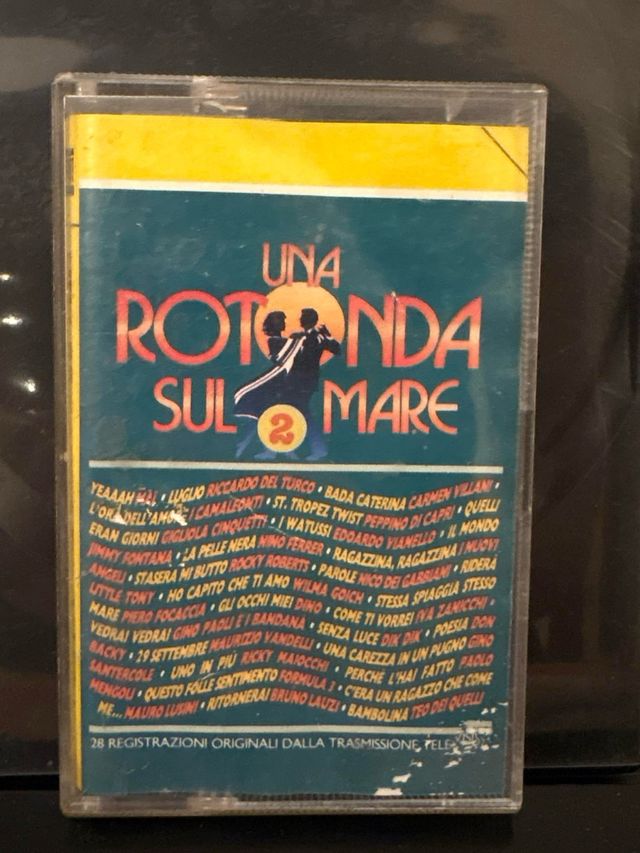 UNA
ROTONDA
SUL 2 MARE
YEAAAH MAL • LUGLIO RICCARDO DEL TURCO • BADA CATERINA CARMEN VILLANI •
L'ORA DELL'AMORE I CAMALEONTI • ST. TROPEZ TWIST PEPPINO DI CAPRI • QUELLI
ERAN GIORNI GIGLIOLA CINQUETTI • I WATUSSI EDOARDO VIANELLO • IL MONDO
JIMMY FONTANA • LA PELLE NERA NINO FERRER • RAGAZZINA, RAGAZZINA I NUOVI
ANGELI • STASERA MI BUTTO ROCKY ROBERTS • PAROLE NICO DEI GABBIANI • RIDERÀ
LITTLE TONY • HO CAPITO CHE TI AMO WILMA GOICH • STESSA SPIAGGIA STESSO
MARE PIERO FOCACCIA • GLI OCCHI MIEI DINO • COME TI VORREI IVA ZANICCHI •
VEDRAI VEDRAI GINO PAOLI E I BANDANA • SENZA LUCE DIK DIK • POESIA DON
BACKY • 29 SETTEMBRE MAURIZIO VANDELLI • UNA CAREZZA IN UN PUGNO GINO
SANTERCOLE • UNO IN PIÙ RICKY MAIOCCHI • PERCHÉ L'HAI FATTO PAOLO
MENGOLI • QUESTO FOLLE SENTIMENTO FORMULA 3 • C'ERA UN RAGAZZO CHE COME
ME... MAURO LUSINI • RITORNERAI BRUNO LAUZI • BAMBOLINA TEO DEI QUELLI
28 REGISTRAZIONI ORIGINALI DALLA TRASMISSIONE TELE